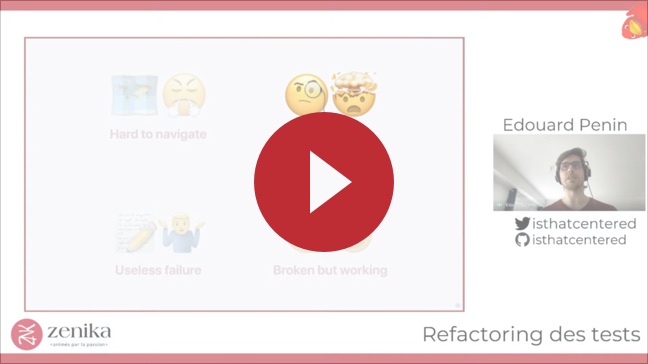 Hard to navigate
Useless failure
Broken but working
Edouard Penin
isthatcentered
isthatcentered
zenika
«animés par la passion»
Refactoring des tests